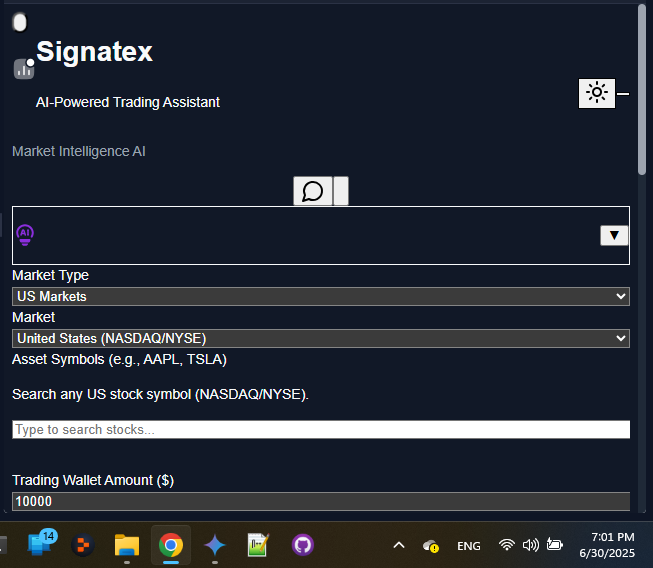 Signatex
AI-Powered Trading Assistant
Market Intelligence AI
AI
Market Type
US Markets
Market
United States (NASDAQ/NYSE)
Asset Symbols (e.g., AAPL, TSLA)
Search any US stock symbol (NASDAQ/NYSE).
Type to search stocks...
Trading Wallet Amount ($)
10000
14
ENG
7:01 PM
6/30/2025